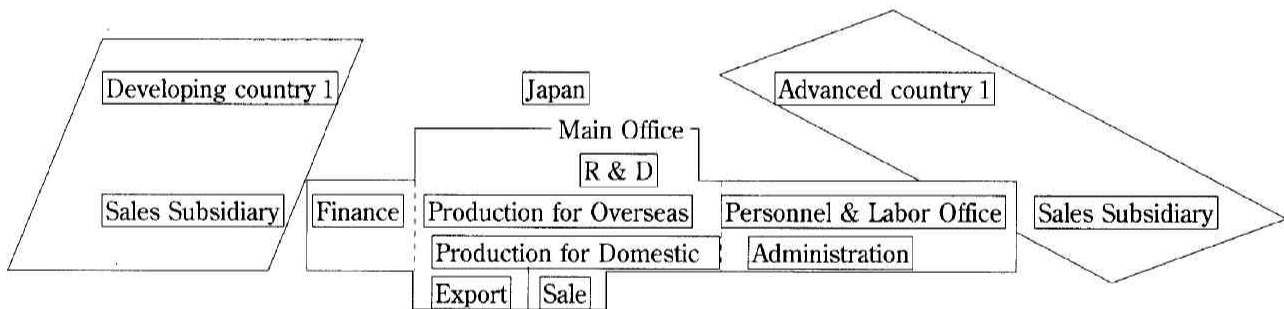 Developing country 1 Japan Advanced country 1
Main Office
R & D
Sales Subsidiary Finance Production for Overseas Personnel & Labor Office Sales Subsidiary
Production for Domestic Administration
Export Sale